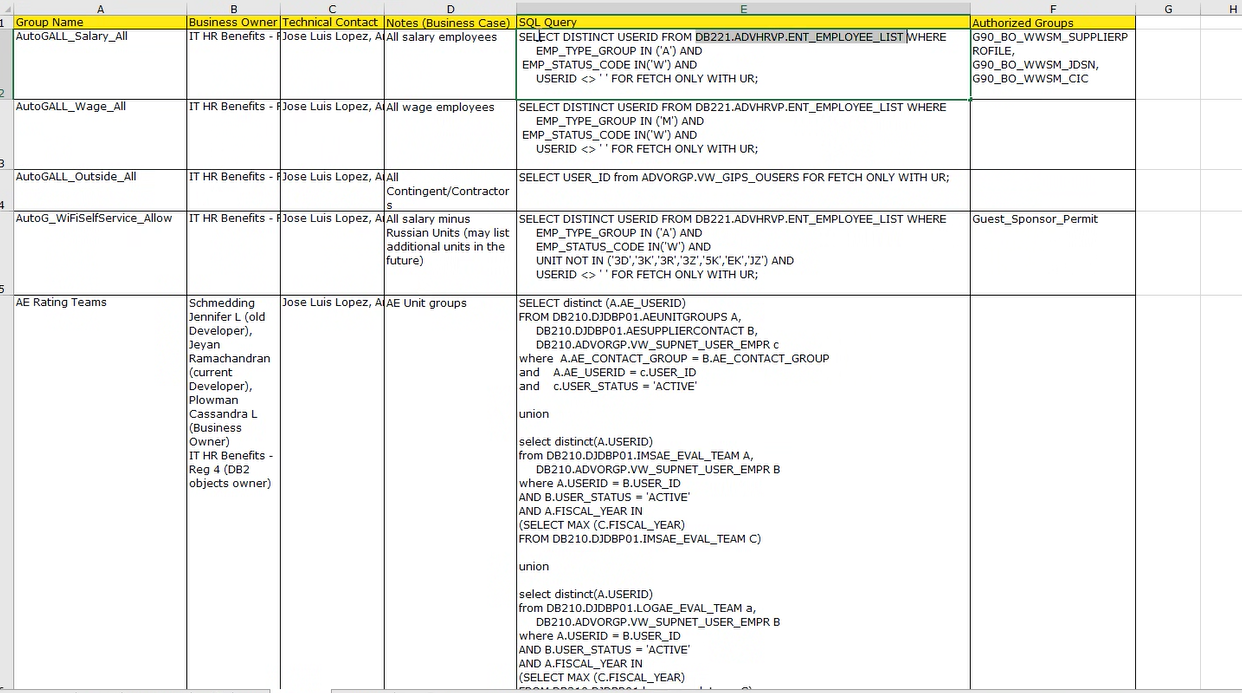 A B C D E F G H
1 Group Name Business Owner Technical Contact Notes (Business Case) SQL Query Authorized Groups
AutoGALL_Salary_All
IT HR Benefits -
Jose Luis Lopez,
All salary employees
SELECT DISTINCT USERID FROM DB221.ADVHRVP.ENT_EMPLOYEE_LIST WHERE
EMP_TYPE_GROUP IN ('A') AND
EMP_STATUS_CODE IN('W') AND
USERID <> ' ' FOR FETCH ONLY WITH UR;
G90_BO_WWSM_SUPPLIERP
ROFILE,
G90_BO_WWSM_JDSN,
G90_BO_WWSM_CIC
2
AutoGALL_Wage_All
IT HR Benefits -
Jose Luis Lopez,
All wage employees
SELECT DISTINCT USERID FROM DB221.ADVHRVP.ENT_EMPLOYEE_LIST WHERE
EMP_TYPE_GROUP IN ('M') AND
EMP_STATUS_CODE IN('W') AND
USERID <> ' ' FOR FETCH ONLY WITH UR;
3
AutoGALL_Outside_All
IT HR Benefits -
Jose Luis Lopez,
All
Contingent/Contractor
s
SELECT USER_ID from ADVORGP.VW_GIPS_OUSERS FOR FETCH ONLY WITH UR;
4
AutoG_WiFiSelfService_Allow
IT HR Benefits -
Jose Luis Lopez,
All salary minus
Russian Units (may list
additional units in the
future)
SELECT DISTINCT USERID FROM DB221.ADVHRVP.ENT_EMPLOYEE_LIST WHERE
EMP_TYPE_GROUP IN ('A') AND
EMP_STATUS_CODE IN('W') AND
UNIT NOT IN ('3D','3K','3R','3Z','5K','EK','JZ') AND
USERID <> ' ' FOR FETCH ONLY WITH UR;
Guest_Sponsor_Permit
5
AE Rating Teams
Schmedding
Jennifer L (old
Developer),
Jeyan
Ramachandran
(current
Developer),
Plowman
Cassandra L
(Business
Owner)
IT HR Benefits -
Reg 4 (DB2
objects owner)
Jose Luis Lopez,
AE Unit groups
SELECT distinct (A.AE_USERID)
FROM DB210.DJDBP01.AEUNITGROUPS A,
DB210.DJDBP01.AESUPPLIERCONTACT B,
DB210.ADVORGP.VW_SUPNET_USER_EMPR c
where A.AE_CONTACT_GROUP = B.AE_CONTACT_GROUP
and A.AE_USERID = c.USER_ID
and c.USER_STATUS = 'ACTIVE'
union
select distinct(A.USERID)
from DB210.DJDBP01.IMSAE_EVAL_TEAM A,
DB210.ADVORGP.VW_SUPNET_USER_EMPR B
where A.USERID = B.USER_ID
AND B.USER_STATUS = 'ACTIVE'
AND A.FISCAL_YEAR IN
(SELECT MAX (C.FISCAL_YEAR)
FROM DB210.DJDBP01.IMSAE_EVAL_TEAM C)
union
select distinct(A.USERID)
from DB210.DJDBP01.LOGAE_EVAL_TEAM a,
DB210.ADVORGP.VW_SUPNET_USER_EMPR B
where A.USERID = B.USER_ID
AND B.USER_STATUS = 'ACTIVE'
AND A.FISCAL_YEAR IN
(SELECT MAX (C.FISCAL_YEAR)